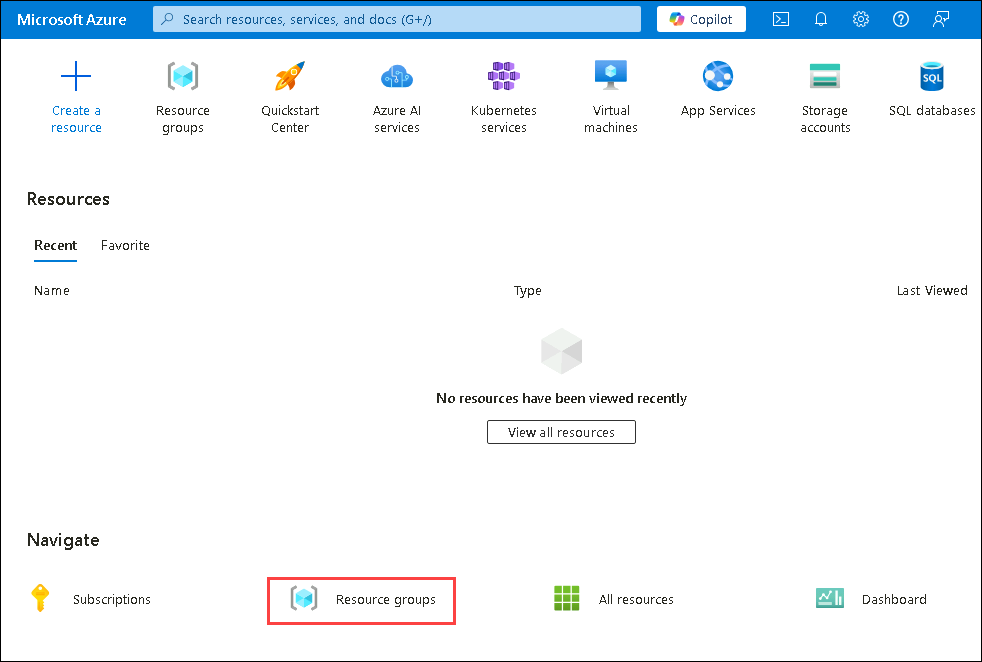 Microsoft Azure
Search resources, services, and docs (G+/)
Copilot
Create a
resource
Resource
groups
Quickstart
Center
Azure AI
services
Kubernetes
services
Virtual
machines
App Services
Storage
accounts
SQL
SQL databases
Resources
Recent
Favorite
Name
Type
Last Viewed
No resources have been viewed recently
View all resources
Navigate
Subscriptions
Resource groups
All resources
Dashboard